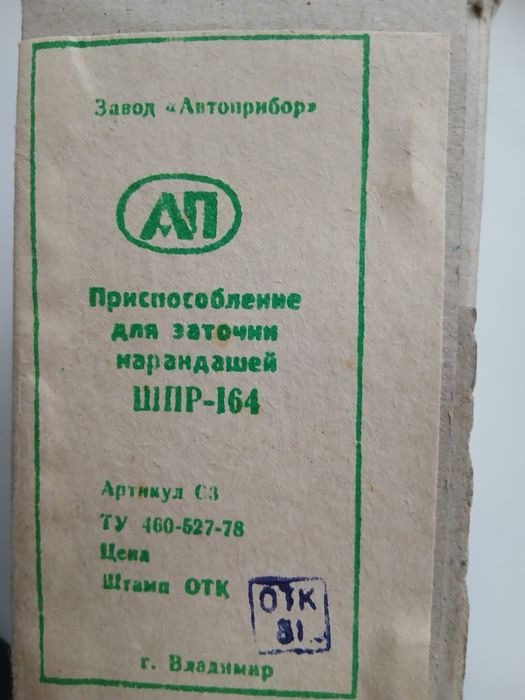 Завод «Автоприбор»
АП
Приспособление
для заточки
карандашей
ШПР-164
Артикул С3
ТУ 460-527-78
Цена
Штамп ОТК
ОТК
81
г. Владимир